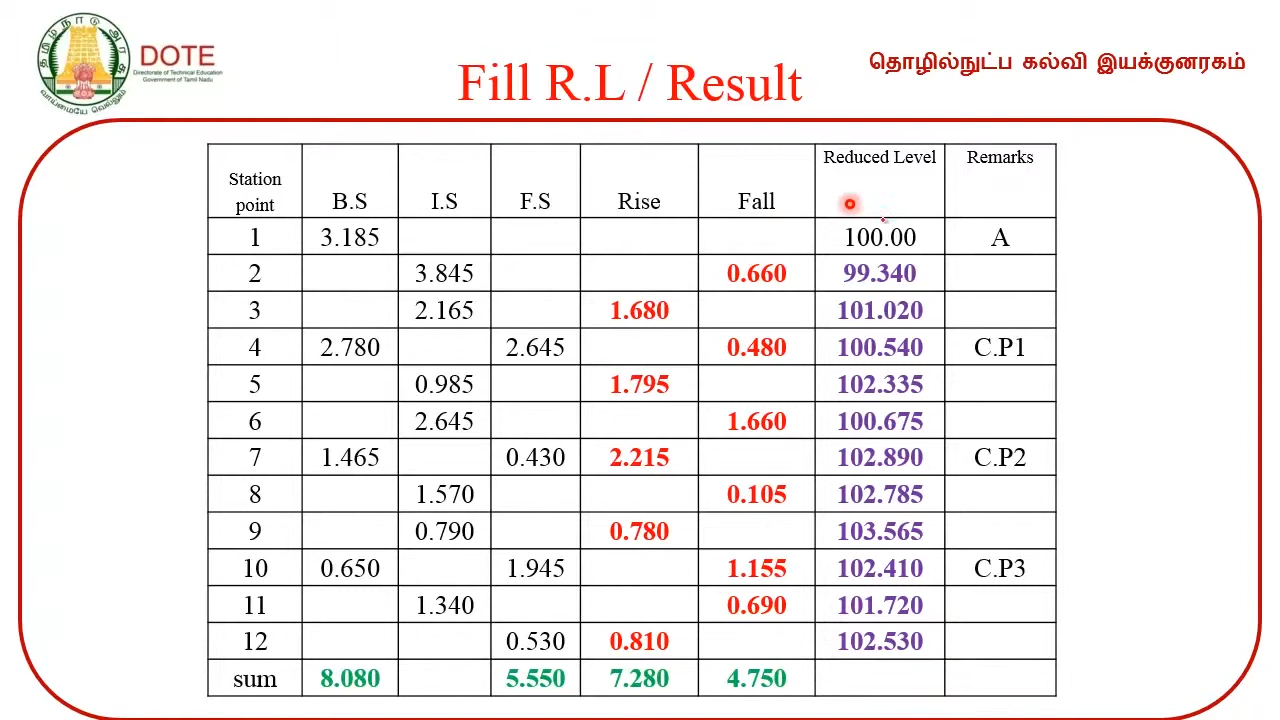 தமிழ்நாடு அரசு
வாய்மையே வெல்லும்
DOTE
Directorate of Technical Education
Government of Tamil Nadu
தொழில்நுட்ப கல்வி இயக்குனரகம்
Fill R.L / Result
Station point B.S I.S F.S Rise Fall Reduced Level Remarks
1 3.185 100.00 A
2 3.845 0.660 99.340
3 2.165 1.680 101.020
4 2.780 2.645 0.480 100.540 C.P1
5 0.985 1.795 102.335
6 2.645 1.660 100.675
7 1.465 0.430 2.215 102.890 C.P2
8 1.570 0.105 102.785
9 0.790 0.780 103.565
10 0.650 1.945 1.155 102.410 C.P3
11 1.340 0.690 101.720
12 0.530 0.810 102.530
sum 8.080 5.550 7.280 4.750